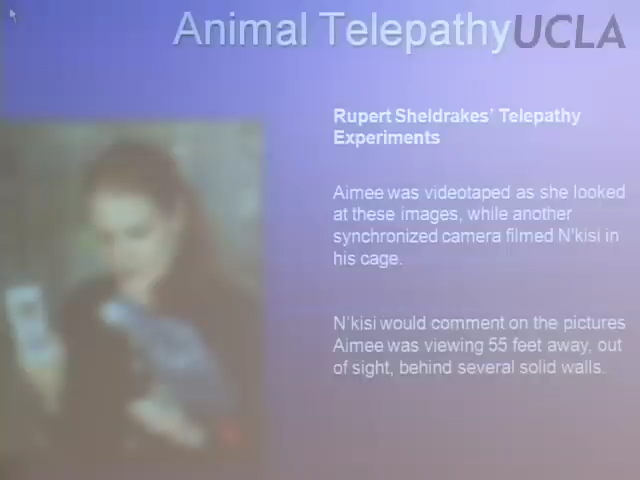 Animal Telepathy
UCLA
Rupert Sheldrakes' Telepathy
Experiments
Aimee was videotaped as she looked
at these images, while another
synchronized camera filmed N'kisi in
his cage.
N'kisi would comment on the pictures
Aimee was viewing 55 feet away, out
of sight, behind several solid walls.